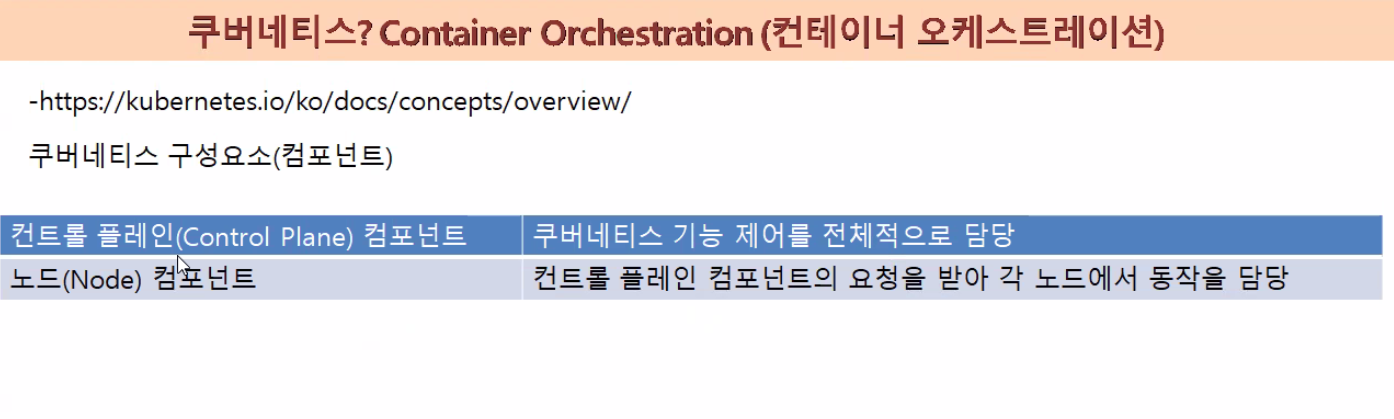 쿠버네티스? Container Orchestration (컨테이너 오케스트레이션)
-https://kubernetes.io/ko/docs/concepts/overview/
쿠버네티스 구성요소(컴포넌트)
컨트롤 플레인(Control Plane) 컴포넌트 쿠버네티스 기능 제어를 전체적으로 담당
노드(Node) 컴포넌트 컨트롤 플레인 컴포넌트의 요청을 받아 각 노드에서 동작을 담당